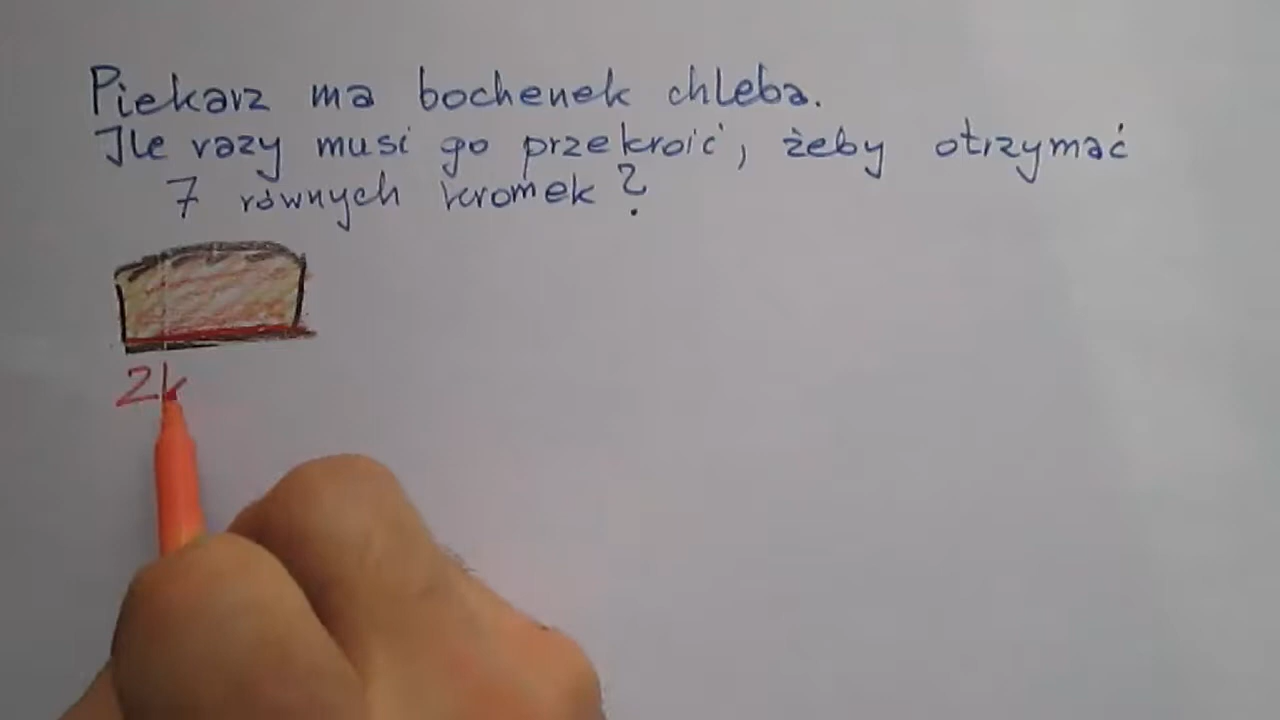 Piekarz ma bochenek chleba.
Ile razy musi go przekroić, żeby otrzymać
7 równych kromek?
2k